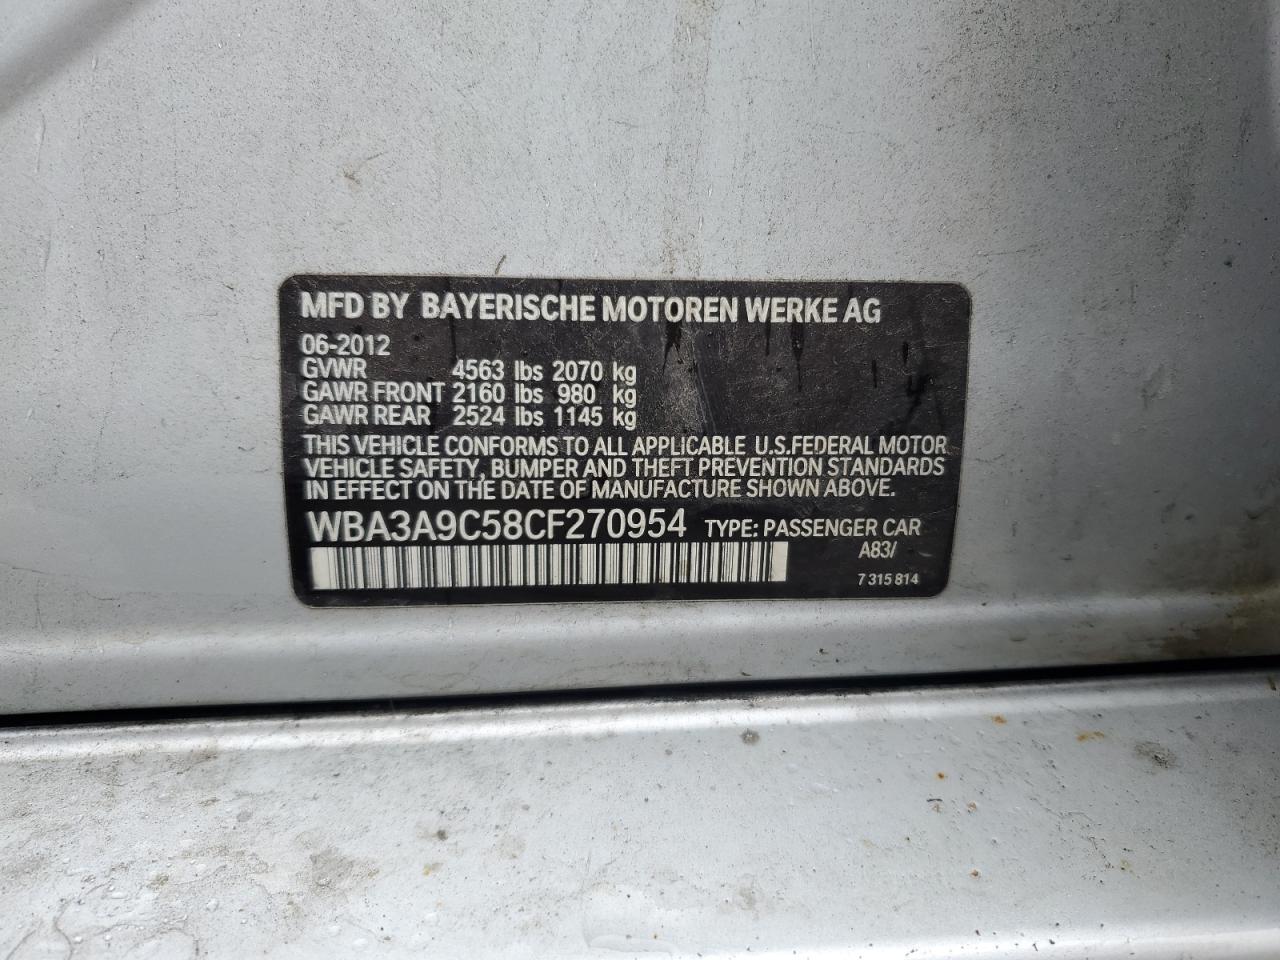 MFD BY BAYERISCHE MOTOREN WERKE AG
06-2012
GVWR 4563 lbs 2070 kg
GAWR FRONT 2160 lbs 980 kg
GAWR REAR 2524 lbs 1145 kg
THIS VEHICLE CONFORMS TO ALL APPLICABLE U.S.FEDERAL MOTOR
VEHICLE SAFETY, BUMPER AND THEFT PREVENTION STANDARDS
IN EFFECT ON THE DATE OF MANUFACTURE SHOWN ABOVE.
WBA3A9C58CF270954 TYPE: PASSENGER CAR
A83/
7 315 814